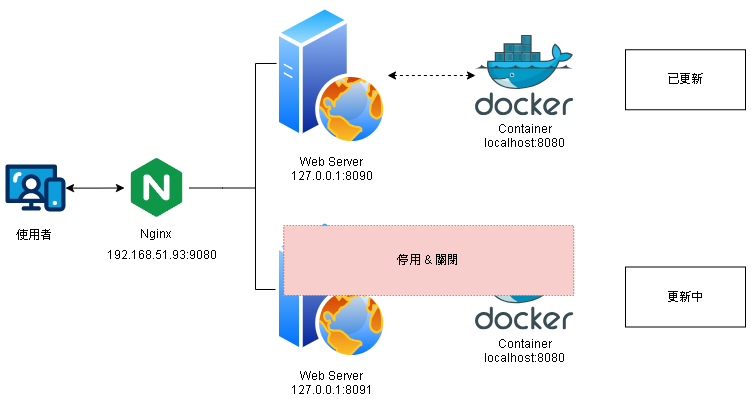 docker
已更新
Container
localhost:8080
Web Server
127.0.0.1:8090
N
使用者
Nginx
192.168.51.93:9080
停用 & 關閉
更新中
docker
Container
localhost:8080
Web Server
127.0.0.1:8091